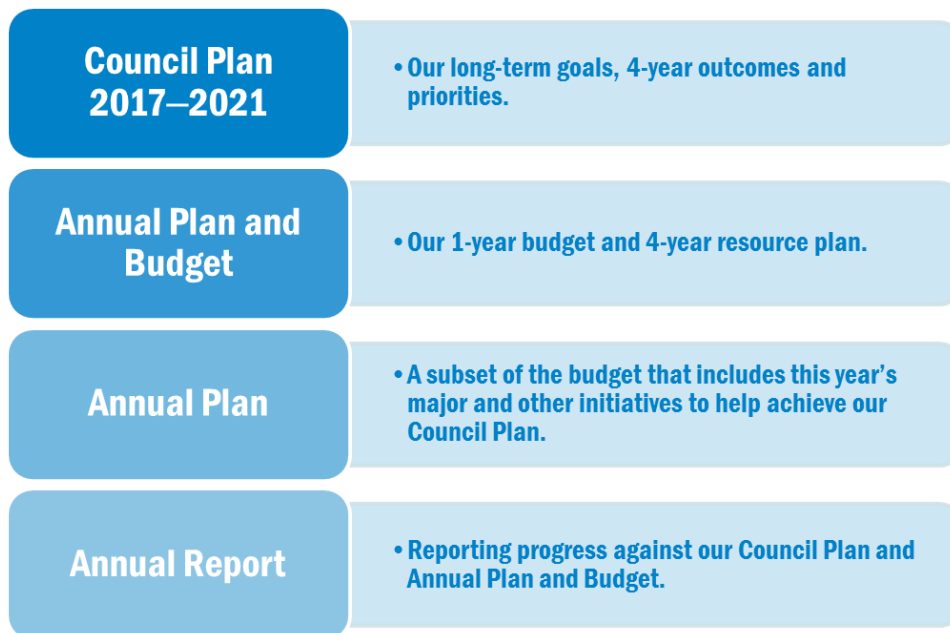 Council Plan
2017–2021
• Our long-term goals, 4-year outcomes and
priorities.
Annual Plan and
Budget
• Our 1-year budget and 4-year resource plan.
Annual Plan
• A subset of the budget that includes this year’s
major and other initiatives to help achieve our
Council Plan.
Annual Report
• Reporting progress against our Council Plan and
Annual Plan and Budget.